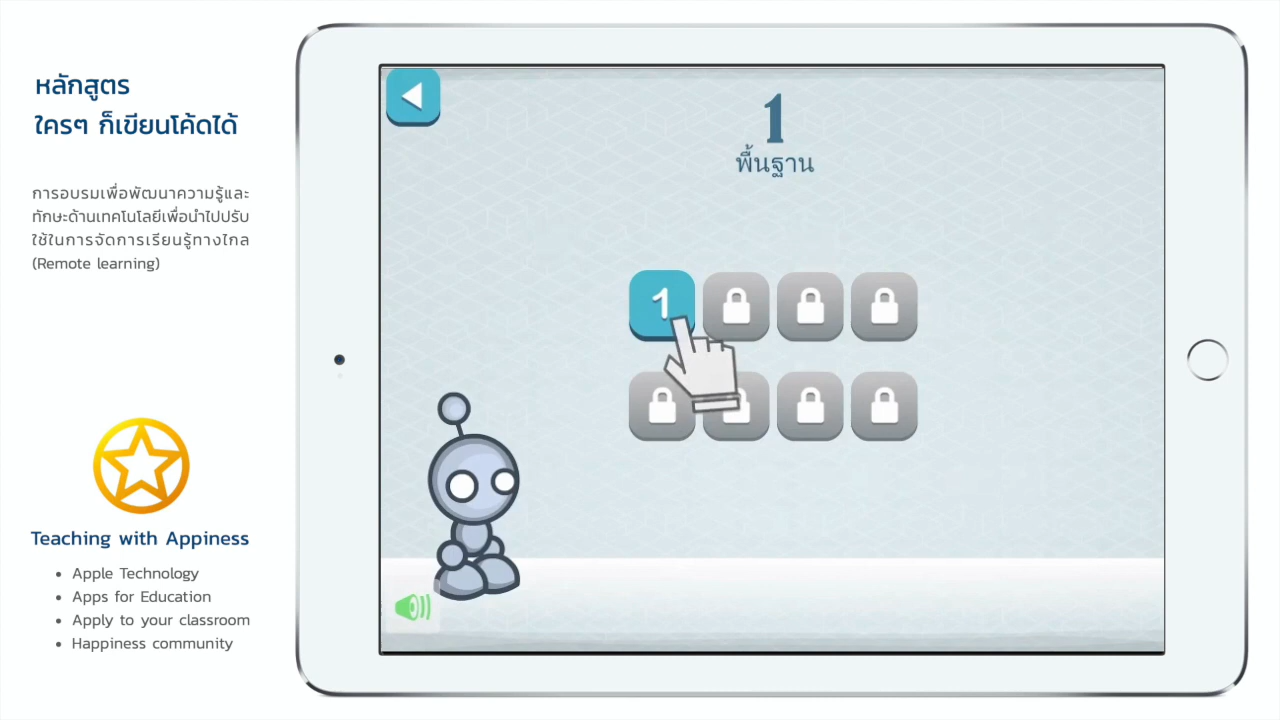 หลักสูตร
ใครๆ ก็เขียนโค้ดได้
การอบรมเพื่อพัฒนาความรู้และ
ทักษะด้านเทคโนโลยีเพื่อนำไปปรับ
ใช้ในการจัดการเรียนรู้ทางไกล
(Remote learning)
Teaching with Appiness
• Apple Technology
• Apps for Education
• Apply to your classroom
• Happiness community
1
พื้นฐาน
1